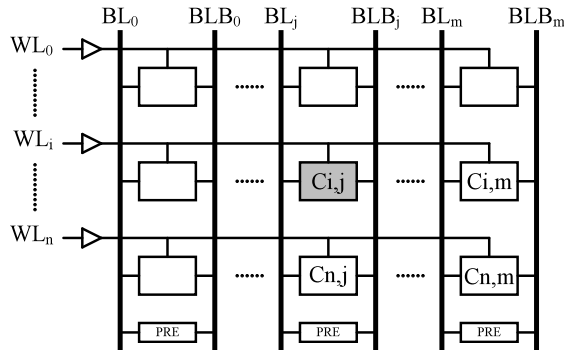 BL0 BLB0 BLj BLBj BLm BLBm
WL0
WLi
Ci,j Ci,m
WLn
Cn,j Cn,m
PRE PRE PRE